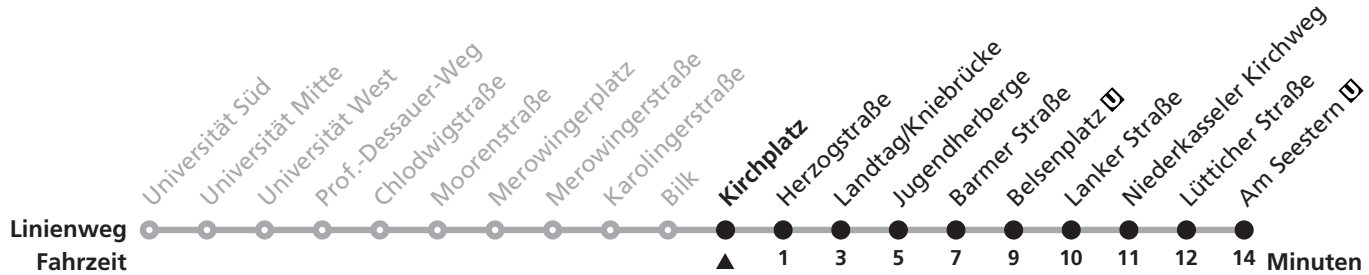 Universität Süd
Universität Mitte
Universität West
Prof.-Dessauer-Weg
Chlodwigstraße
Moorenstraße
Merowingerplatz
Merowingerstraße
Karolingerstraße
Bilk
Kirchplatz
Herzogstraße
Landtag/Kniebrücke
Jugendherberge
Barmer Straße
Belsenplatz U
Lanker Straße
Niederkasseler Kirchweg
Lütticher Straße
Am Seestern U
Linienweg
Fahrzeit 1 3 5 7 9 10 11 12 14 Minuten